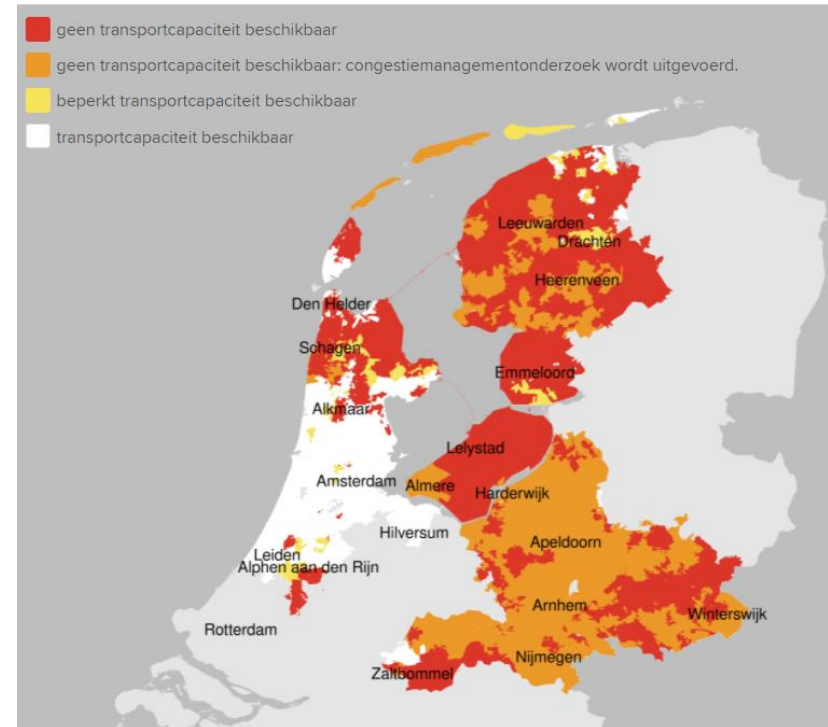 geen transportcapaciteit beschikbaar
geen transportcapaciteit beschikbaar: congestiemanagementonderzoek wordt uitgevoerd.
beperkt transportcapaciteit beschikbaar
transportcapaciteit beschikbaar
Leeuwarden
Drachten
Heerenveen
Den Helder
Schagen
Emmeloord
Alkmaar
Lelystad
Amsterdam
Almere
Harderwijk
Hilversum
Apeldoorn
Leiden
Alphen aan den Rijn
Arnhem
Winterswijk
Rotterdam
Nijmegen
Zaltbommel